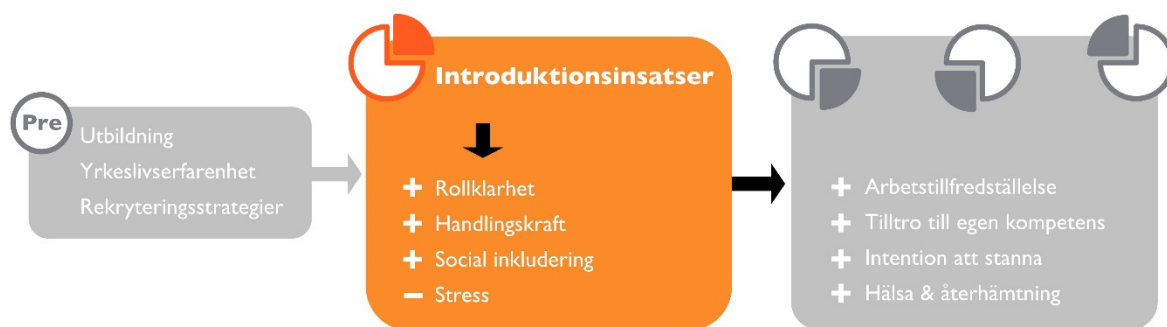 Pre
Utbildning
Yrkeslivserfarenhet
Rekryteringsstrategier
Introduktionsinsatser
+ Rollklarhet
+ Handlingskraft
+ Social inkludering
− Stress
+ Arbetstillfredställelse
+ Tilltro till egen kompetens
+ Intention att stanna
+ Hälsa & återhämtning